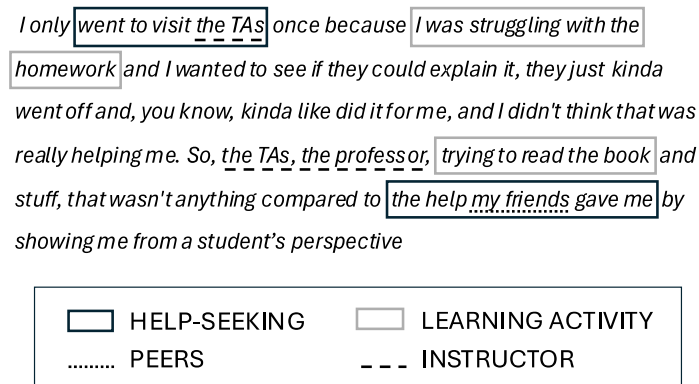 I only went to visit the TAs once because I was struggling with the
homework and I wanted to see if they could explain it, they just kinda
went off and, you know, kinda like did it for me, and I didn't think that was
really helping me. So, the TAs, the professor, trying to read the book and
stuff, that wasn't anything compared to the help my friends gave me by
showing me from a student’s perspective
HELP-SEEKING LEARNING ACTIVITY
PEERS INSTRUCTOR